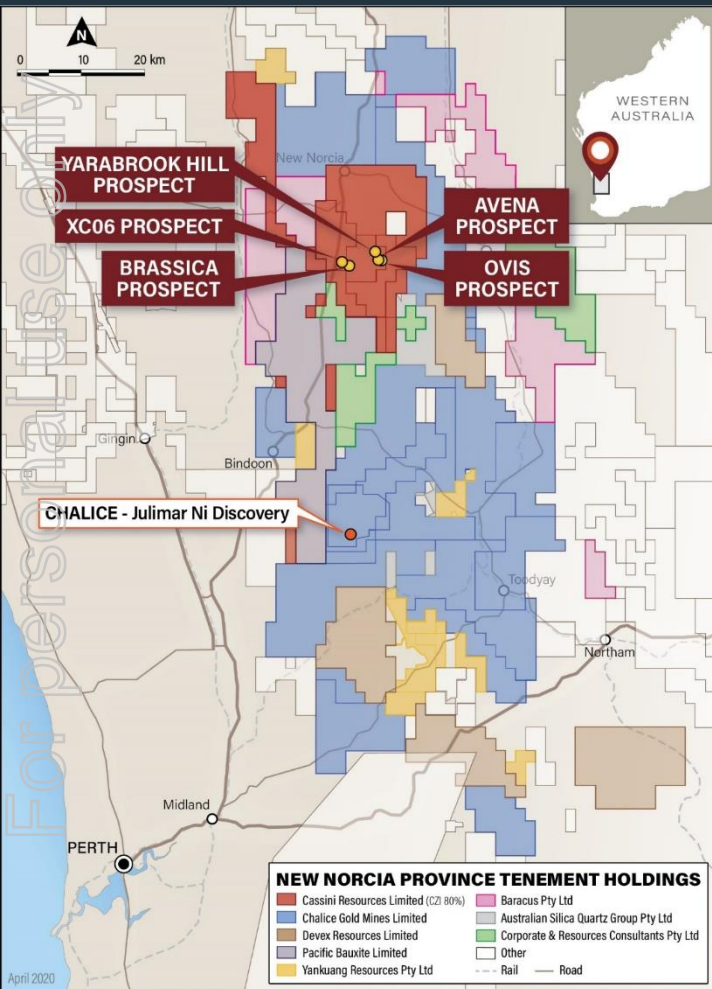 N
0 10 20 km
WESTERN
AUSTRALIA
New Norcia
YARABROOK HILL
PROSPECT
XC06 PROSPECT
BRASSICA
PROSPECT
AVENA
PROSPECT
OVIS
PROSPECT
Gingin
Bindoon
CHALICE - Julimar Ni Discovery
Toodyay
Northam
Midland
PERTH
For personal use only
NEW NORCIA PROVINCE TENEMENT HOLDINGS
Cassini Resources Limited (CZI 80%)
Chalice Gold Mines Limited
Devex Resources Limited
Pacific Bauxite Limited
Yankuang Resources Pty Ltd
Baracus Pty Ltd
Australian Silica Quartz Group Pty Ltd
Corporate & Resources Consultants Pty Ltd
Other
Rail Road
April 2020